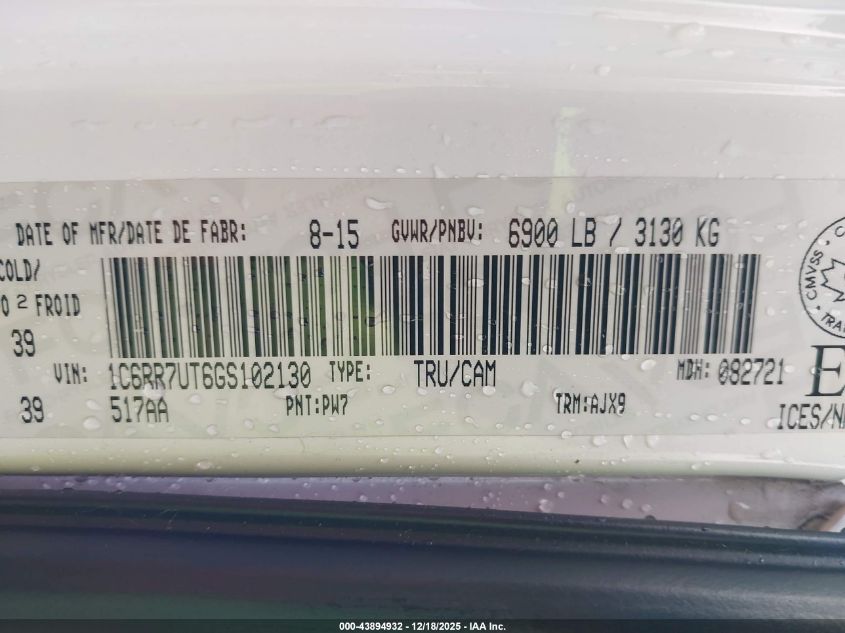 DATE OF MFR/DATE DE FABR: 8-15 GVWR/PNBV: 6900 LB / 3130 KG
COLD/
2 FROID
39
VIN: 1C6RR7UT6GS102130 TYPE: TRU/CAM MDH: 082721
39 517AA PNT:PW7 TRM:AJX9
CMVSS
ICES/
000-43894932 - 12/18/2025 - IAA Inc.